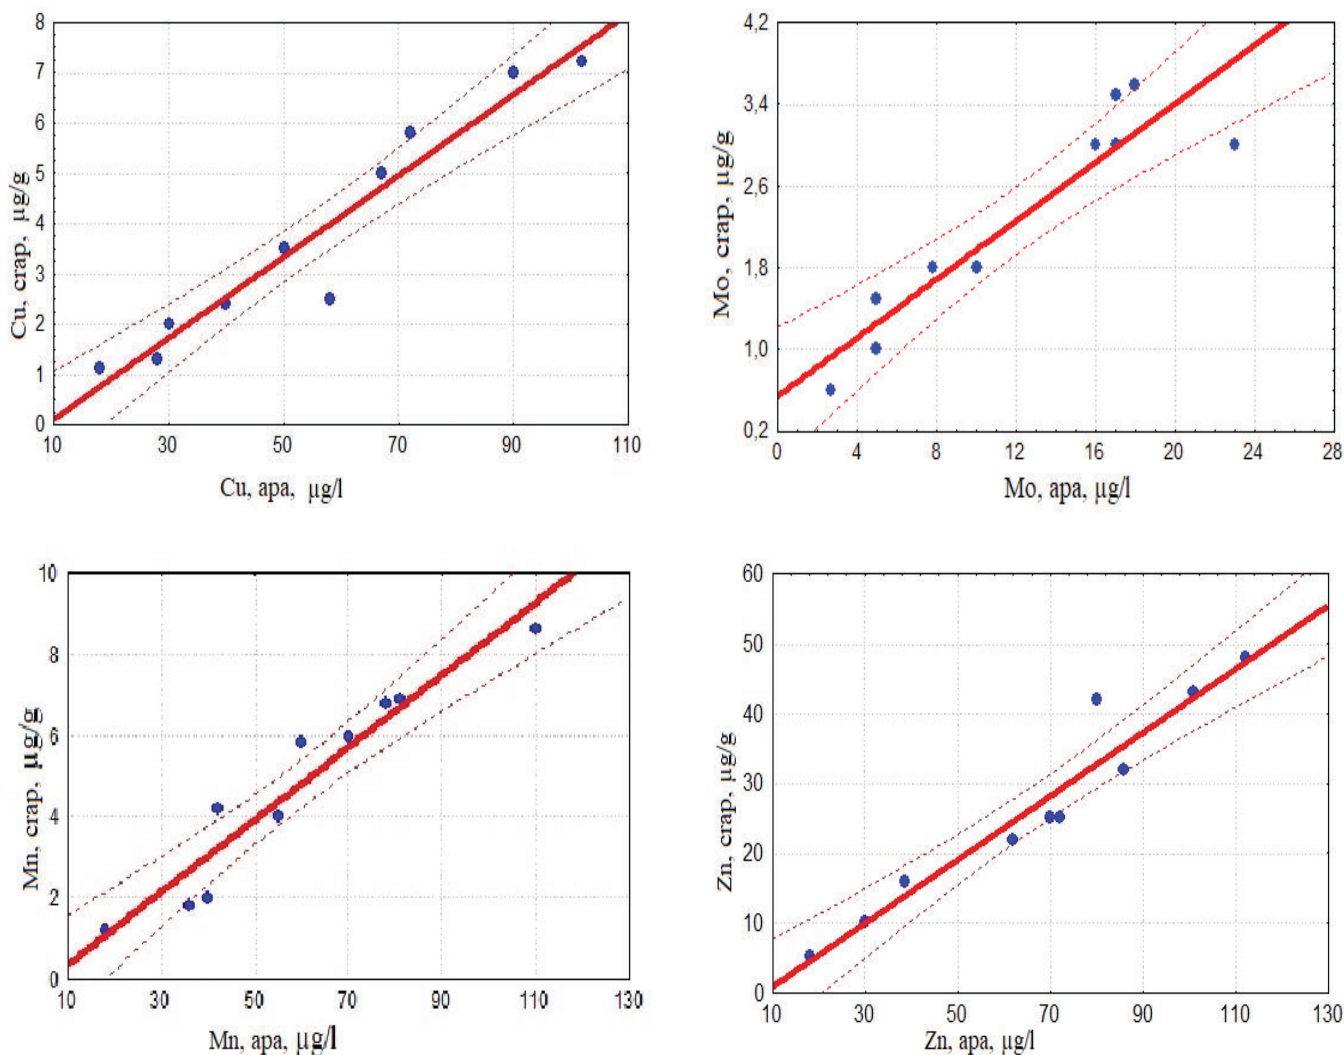 8
7
6
5
4
3
2
1
0
Cu, crap, µg/g
10 30 50 70 90 110
Cu, apa, µg/l
4,2
3,4
2,6
1,8
1,0
0,2
Mo, crap, µg/g
0 4 8 12 16 20 24 28
Mo, apa, µg/l
10
8
6
4
2
0
Mn, crap, µg/g
10 30 50 70 90 110 130
Mn, apa, µg/l
60
50
40
30
20
10
0
Zn, crap, µg/g
10 30 50 70 90 110 130
Zn, apa, µg/l